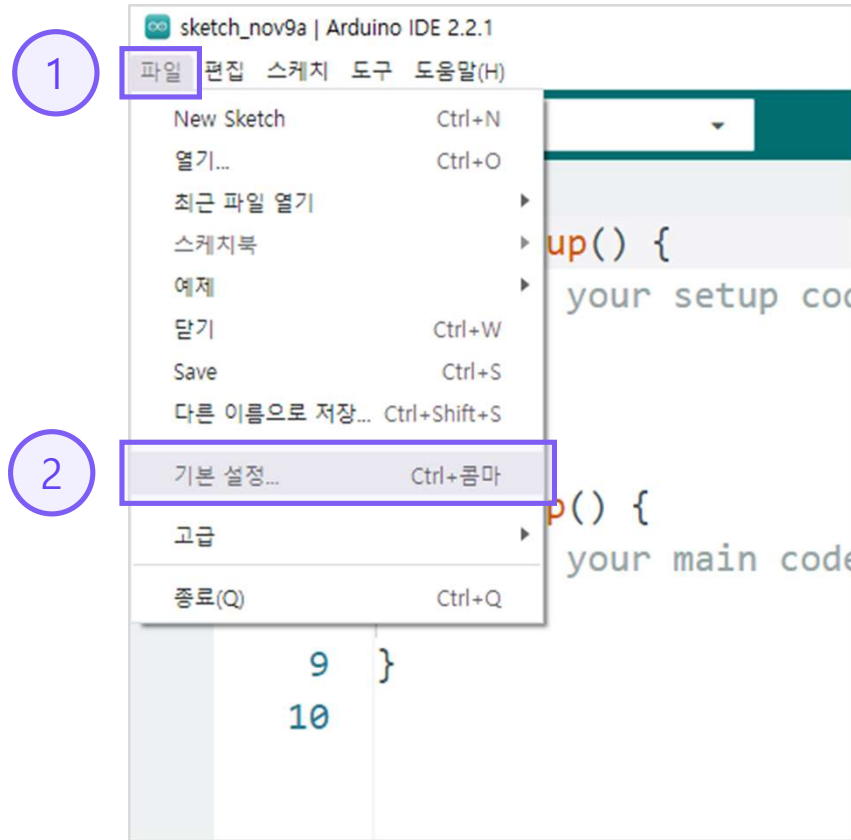 sketch_nov9a | Arduino IDE 2.2.1
1
파일 편집 스케치 도구 도움말(H)
New Sketch Ctrl+N
열기... Ctrl+O
최근 파일 열기
스케치북
예제
닫기 Ctrl+W
Save Ctrl+S
다른 이름으로 저장... Ctrl+Shift+S
2
기본 설정... Ctrl+콤마
고급
종료(Q) Ctrl+Q
up() {
your setup cod
p() {
your main code
9 }
10